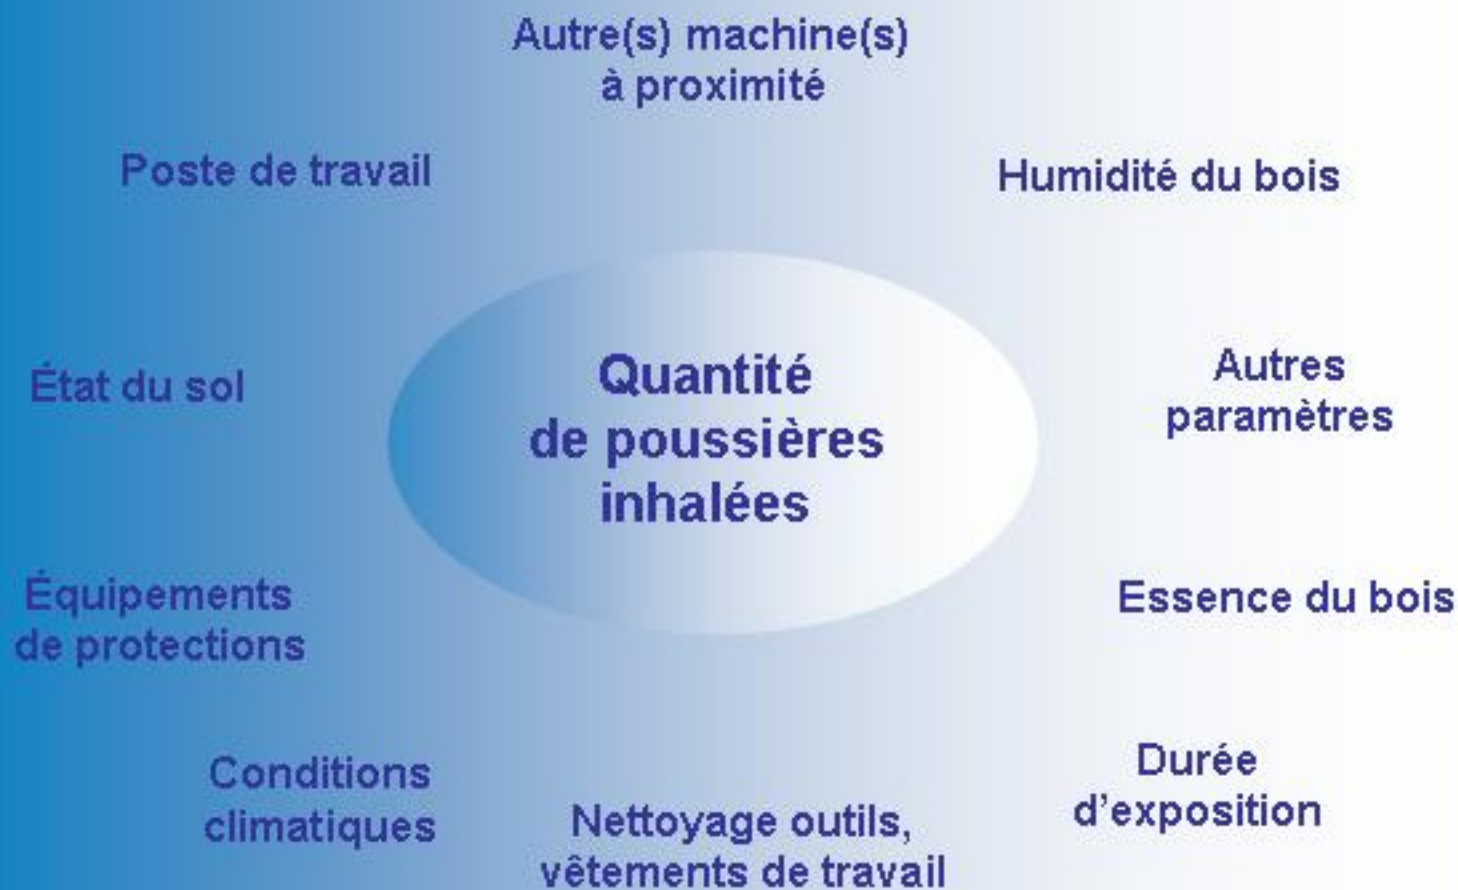 Autre(s) machine(s)
à proximité
Poste de travail
Humidité du bois
État du sol
Quantité
de poussières
inhalées
Autres
paramètres
Équipements
de protections
Essence du bois
Conditions
climatiques
Nettoyage outils,
vêtements de travail
Durée
d'exposition